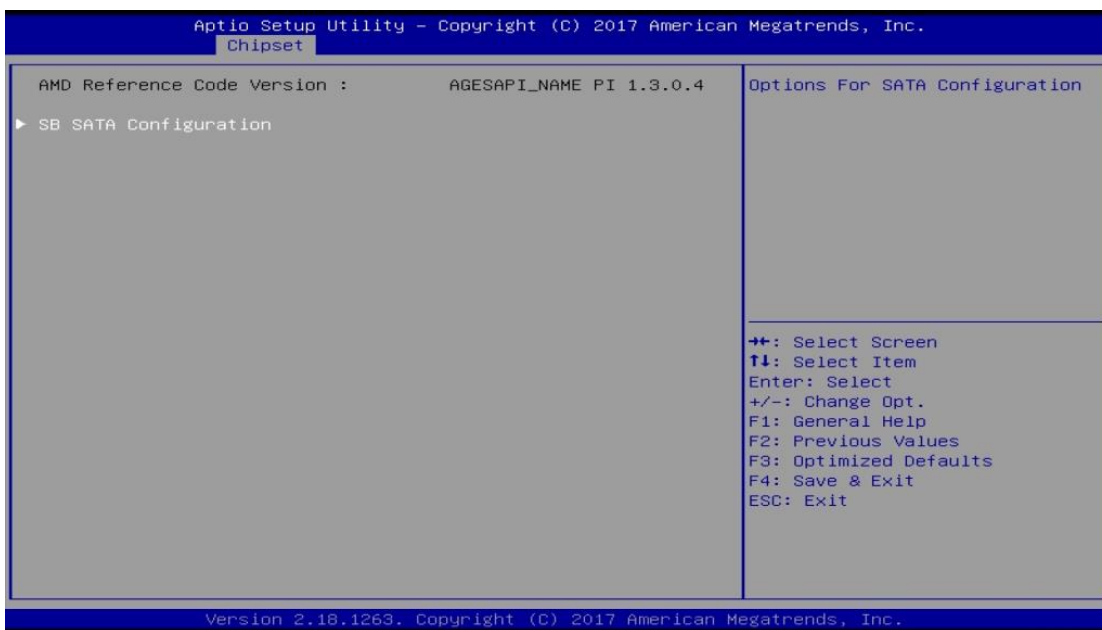 Aptio Setup Utility – Copyright (C) 2017 American Megatrends, Inc.
Chipset
AMD Reference Code Version : AGESAPI_NAME PI 1.3.0.4
▶ SB SATA Configuration
Options For SATA Configuration
→←: Select Screen
↑↓: Select Item
Enter: Select
+/-: Change Opt.
F1: General Help
F2: Previous Values
F3: Optimized Defaults
F4: Save & Exit
ESC: Exit
Version 2.18.1263. Copyright (C) 2017 American Megatrends, Inc.